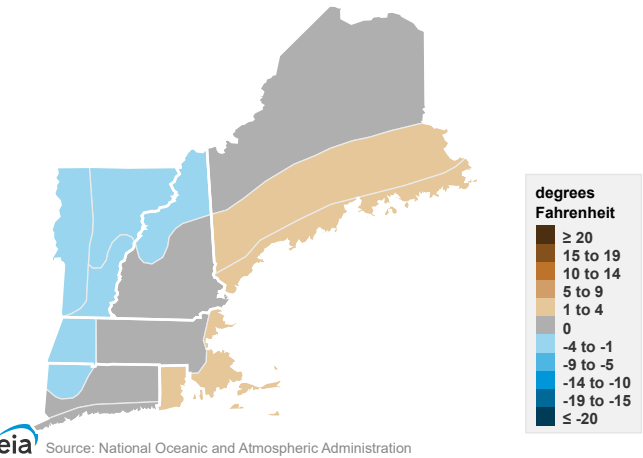 degrees
Fahrenheit
≥ 20
15 to 19
10 to 14
5 to 9
1 to 4
0
-4 to -1
-9 to -5
-14 to -10
-19 to -15
≤ -20
eia
Source: National Oceanic and Atmospheric Administration